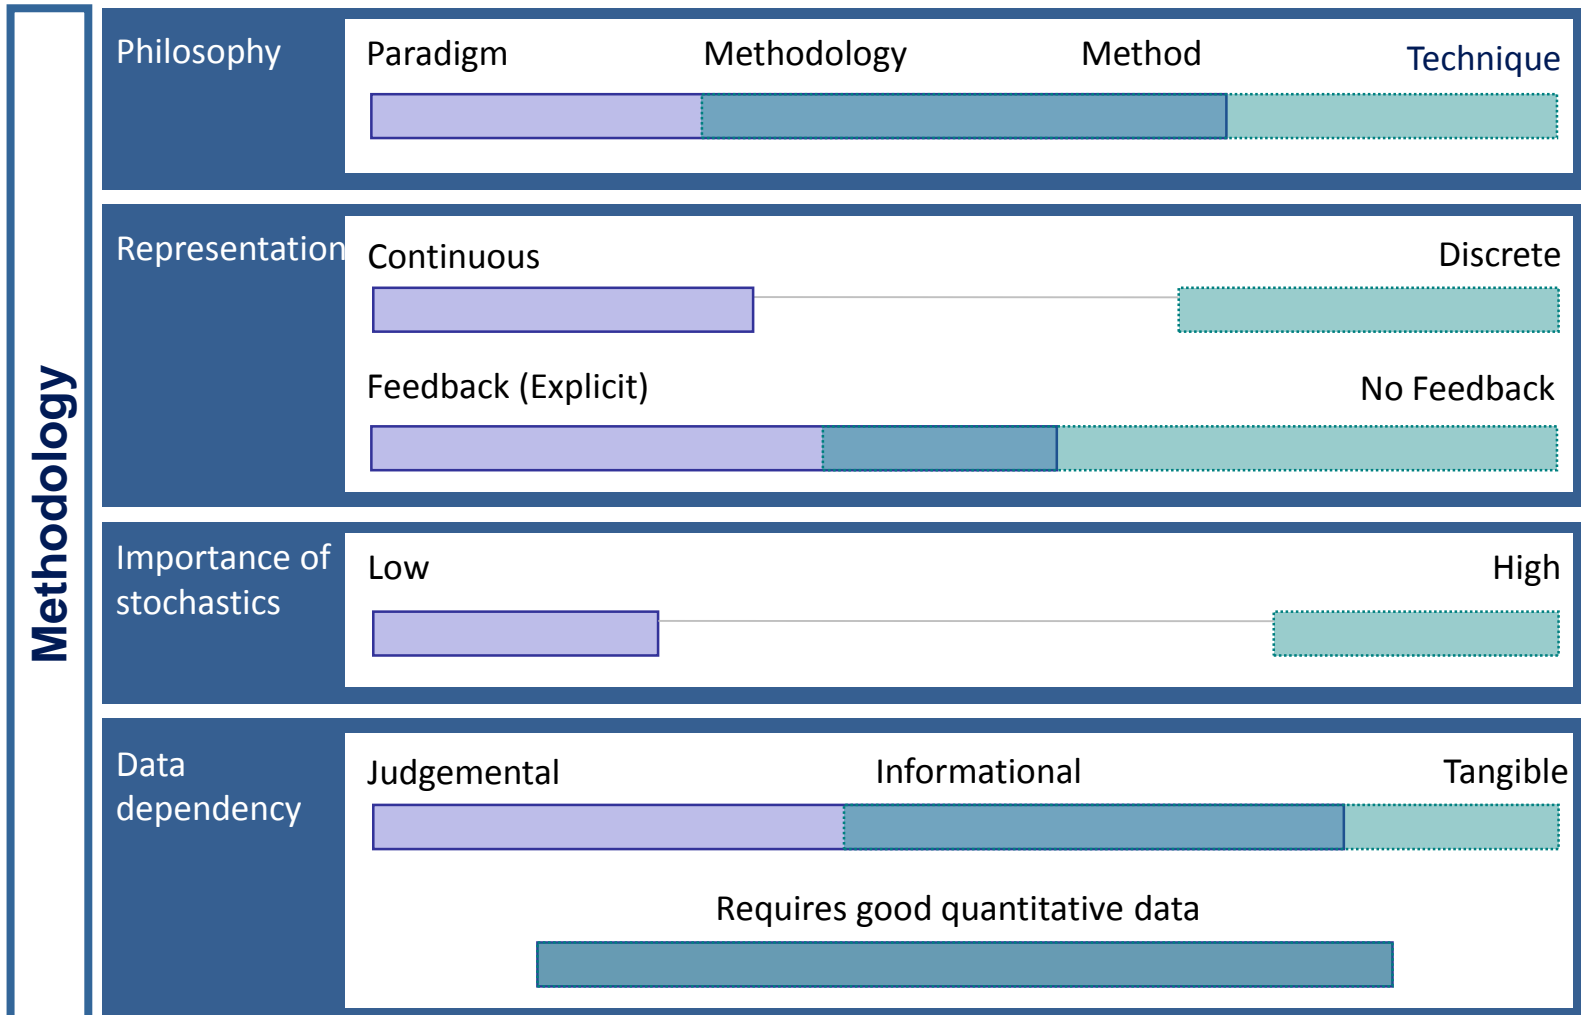 Methodology
Philosophy
Paradigm Methodology Method Technique
Representation
Continuous Discrete
Feedback (Explicit) No Feedback
Importance of
stochastics
Low High
Data
dependency
Judgemental Informational Tangible
Requires good quantitative data